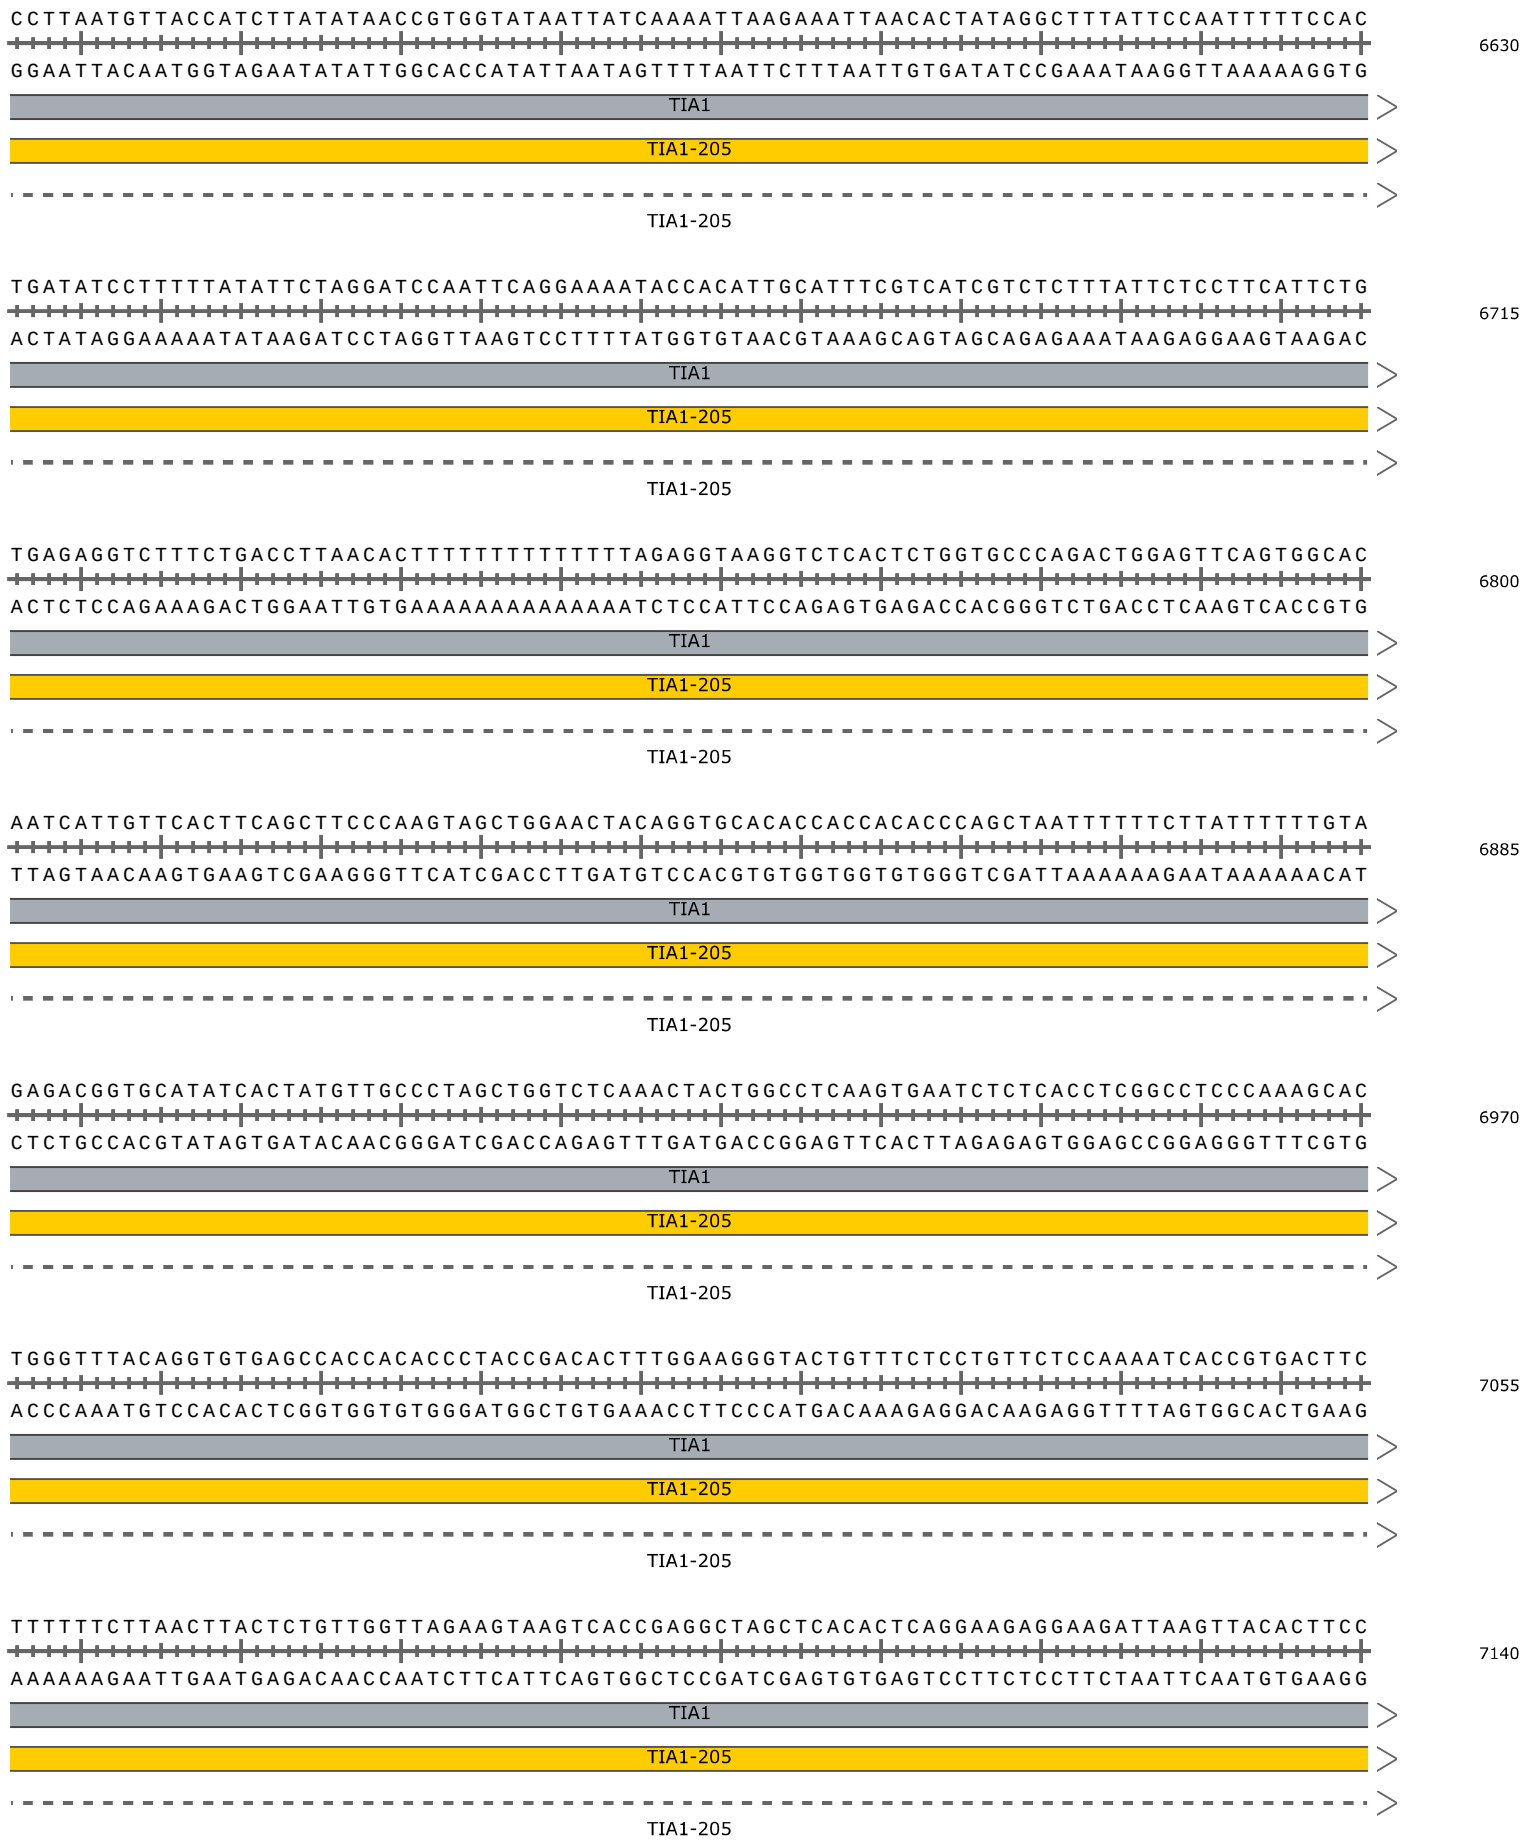 CCTTAATGTTACCATCTTATATAACCGTGGTATAATTATCAAAATTAAGAAATTAACACTATAGGCTTTATTCCAATTTTTCCAC
6630
GGAATTACAATGGTAGAATATATTGGCACCATATTAATAGTTTTAATTCTTTAATTGTGATATCCGAAATAAGGTTAAAAAGGTG
TIA1
TIA1-205
TIA1-205
TGATATCCTTTTTATATTCTAGGATCCAATTCAGGAAAATACCACATTGCATTTCGTCATCGTCTCTTTATTCTCCTTCATTCTG
6715
ACTATAGGAAAAATATAAGATCCTAGGTTAAGTCCTTTTATGGTGTAACGTAAAGCAGTAGCAGAGAAATAAGAGGAAGTAAGAC
TIA1
TIA1-205
TIA1-205
TGAGAGGTCTTTCTGACCTTAACACTTTTTTTTTTTTTTAGAGGTAAGGTCTCACTCTGGTGCCCAGACTGGAGTTCAGTGGCAC
6800
ACTCTCCAGAAAGACTGGAATTGTGAAAAAAAAAAAAAATCTCCATTCCAGAGTGAGACCACGGGTCTGACCTCAAGTCACCGTG
TIA1
TIA1-205
TIA1-205
AATCATTGTTCACTTCAGCTTCCCAAGTAGCTGGAACTACAGGTGCACACCACCACACCCAGCTAATTTTTTCTTATTTTTTGTA
6885
TTAGTAACAAGTGAAGTCGAAGGGTTCATCGACCTTGATGTCCACGTGTGGTGGTGTGGGTCGATTAAAAAAGAATAAAAAACAT
TIA1
TIA1-205
TIA1-205
GAGACGGTGCATATCACTATGTTGCCCTAGCTGGTCTCAAACTACTGGCCTCAAGTGAATCTCTCACCTCGGCCTCCCAAAGCAC
6970
CTCTGCCACGTATAGTGATACAACGGGATCGACCAGAGTTTGATGACCGGAGTTCACTTAGAGAGTGGAGCCGGAGGGTTTCGTG
TIA1
TIA1-205
TIA1-205
TGGGTTTACAGGTGTGAGCCACCACACCCTACCGACACTTTGGAAGGGTACTGTTTCTCCTGTTCTCCAAAATCACCGTGACTTC
7055
ACCCAAATGTCCACACTCGGTGGTGTGGGATGGCTGTGAAACCTTCCCATGACAAAGAGGACAAGAGGTTTTAGTGGCACTGAAG
TIA1
TIA1-205
TIA1-205
TTTTTTCTTAACTTACTCTGTTGGTTAGAAGTAAGTCACCGAGGCTAGCTCACACTCAGGAAGAGGAAGATTAAGTTACACTTCC
7140
AAAAAAGAATTGAATGAGACAACCAATCTTCATTCAGTGGCTCCGATCGAGTGTGAGTCCTTCTCCTTCTAATTCAATGTGAAGG
TIA1
TIA1-205
TIA1-205